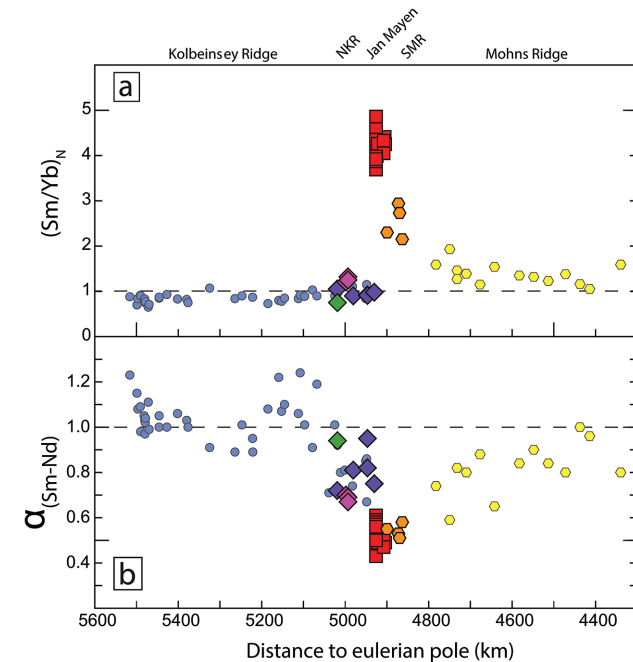 Kolbeinsey Ridge
NKR
Jan Mayen
SMR
Mohns Ridge
a
5
4
3
2
1
0
(Sm/Yb)N
1.2
1.0
0.8
0.6
0.4
α(Sm-Nd)
b
5600 5400 5200 5000 4800 4600 4400
Distance to eulerian pole (km)